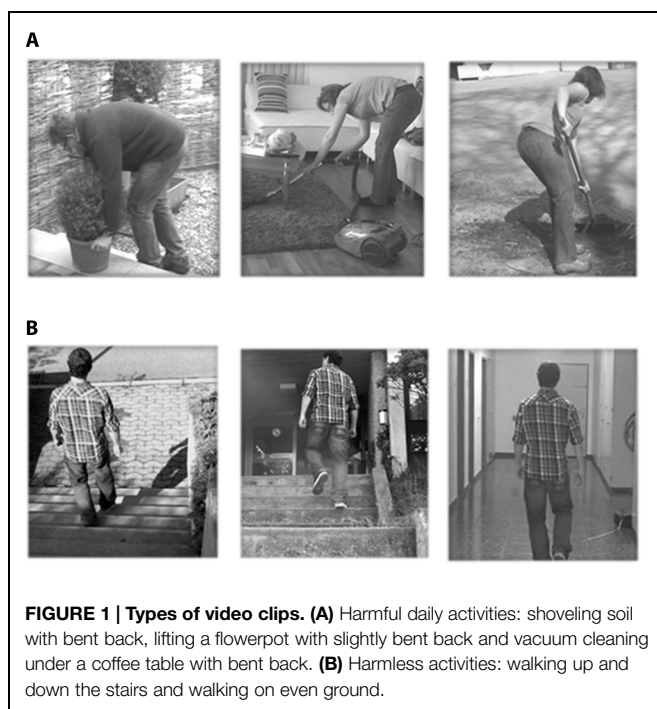 A
B
FIGURE 1 | Types of video clips. (A) Harmful daily activities: shoveling soil
with bent back, lifting a flowerpot with slightly bent back and vacuum cleaning
under a coffee table with bent back. (B) Harmless activities: walking up and
down the stairs and walking on even ground.